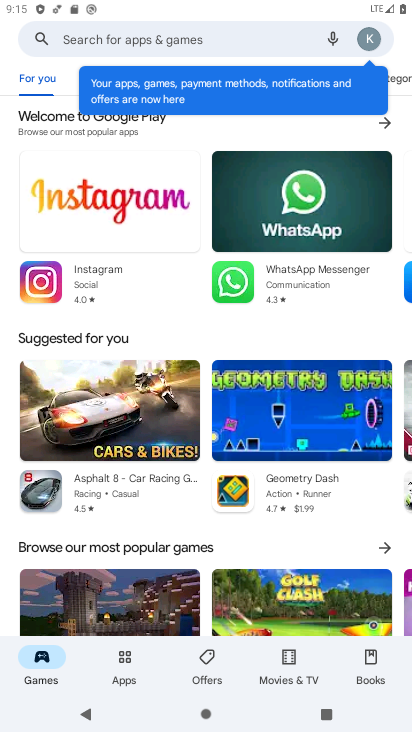 9:15
LTE
Search for apps & games
K
For you
Your apps, games, payment methods, notifications and
offers are now here
Welcome to Google Play
Browse our most popular apps
Instagram
WhatsApp
Instagram
Social
4.0 ★
WhatsApp Messenger
Communication
4.3 ★
Suggested for you
CARS & BIKES!
GEOMETRY DASH
8
Asphalt 8 - Car Racing G...
Racing • Casual
4.5 ★
Geometry Dash
Action • Runner
4.7 ★ $1.99
Browse our most popular games
GOLF
CLASH
Games
Apps
Offers
Movies & TV
Books